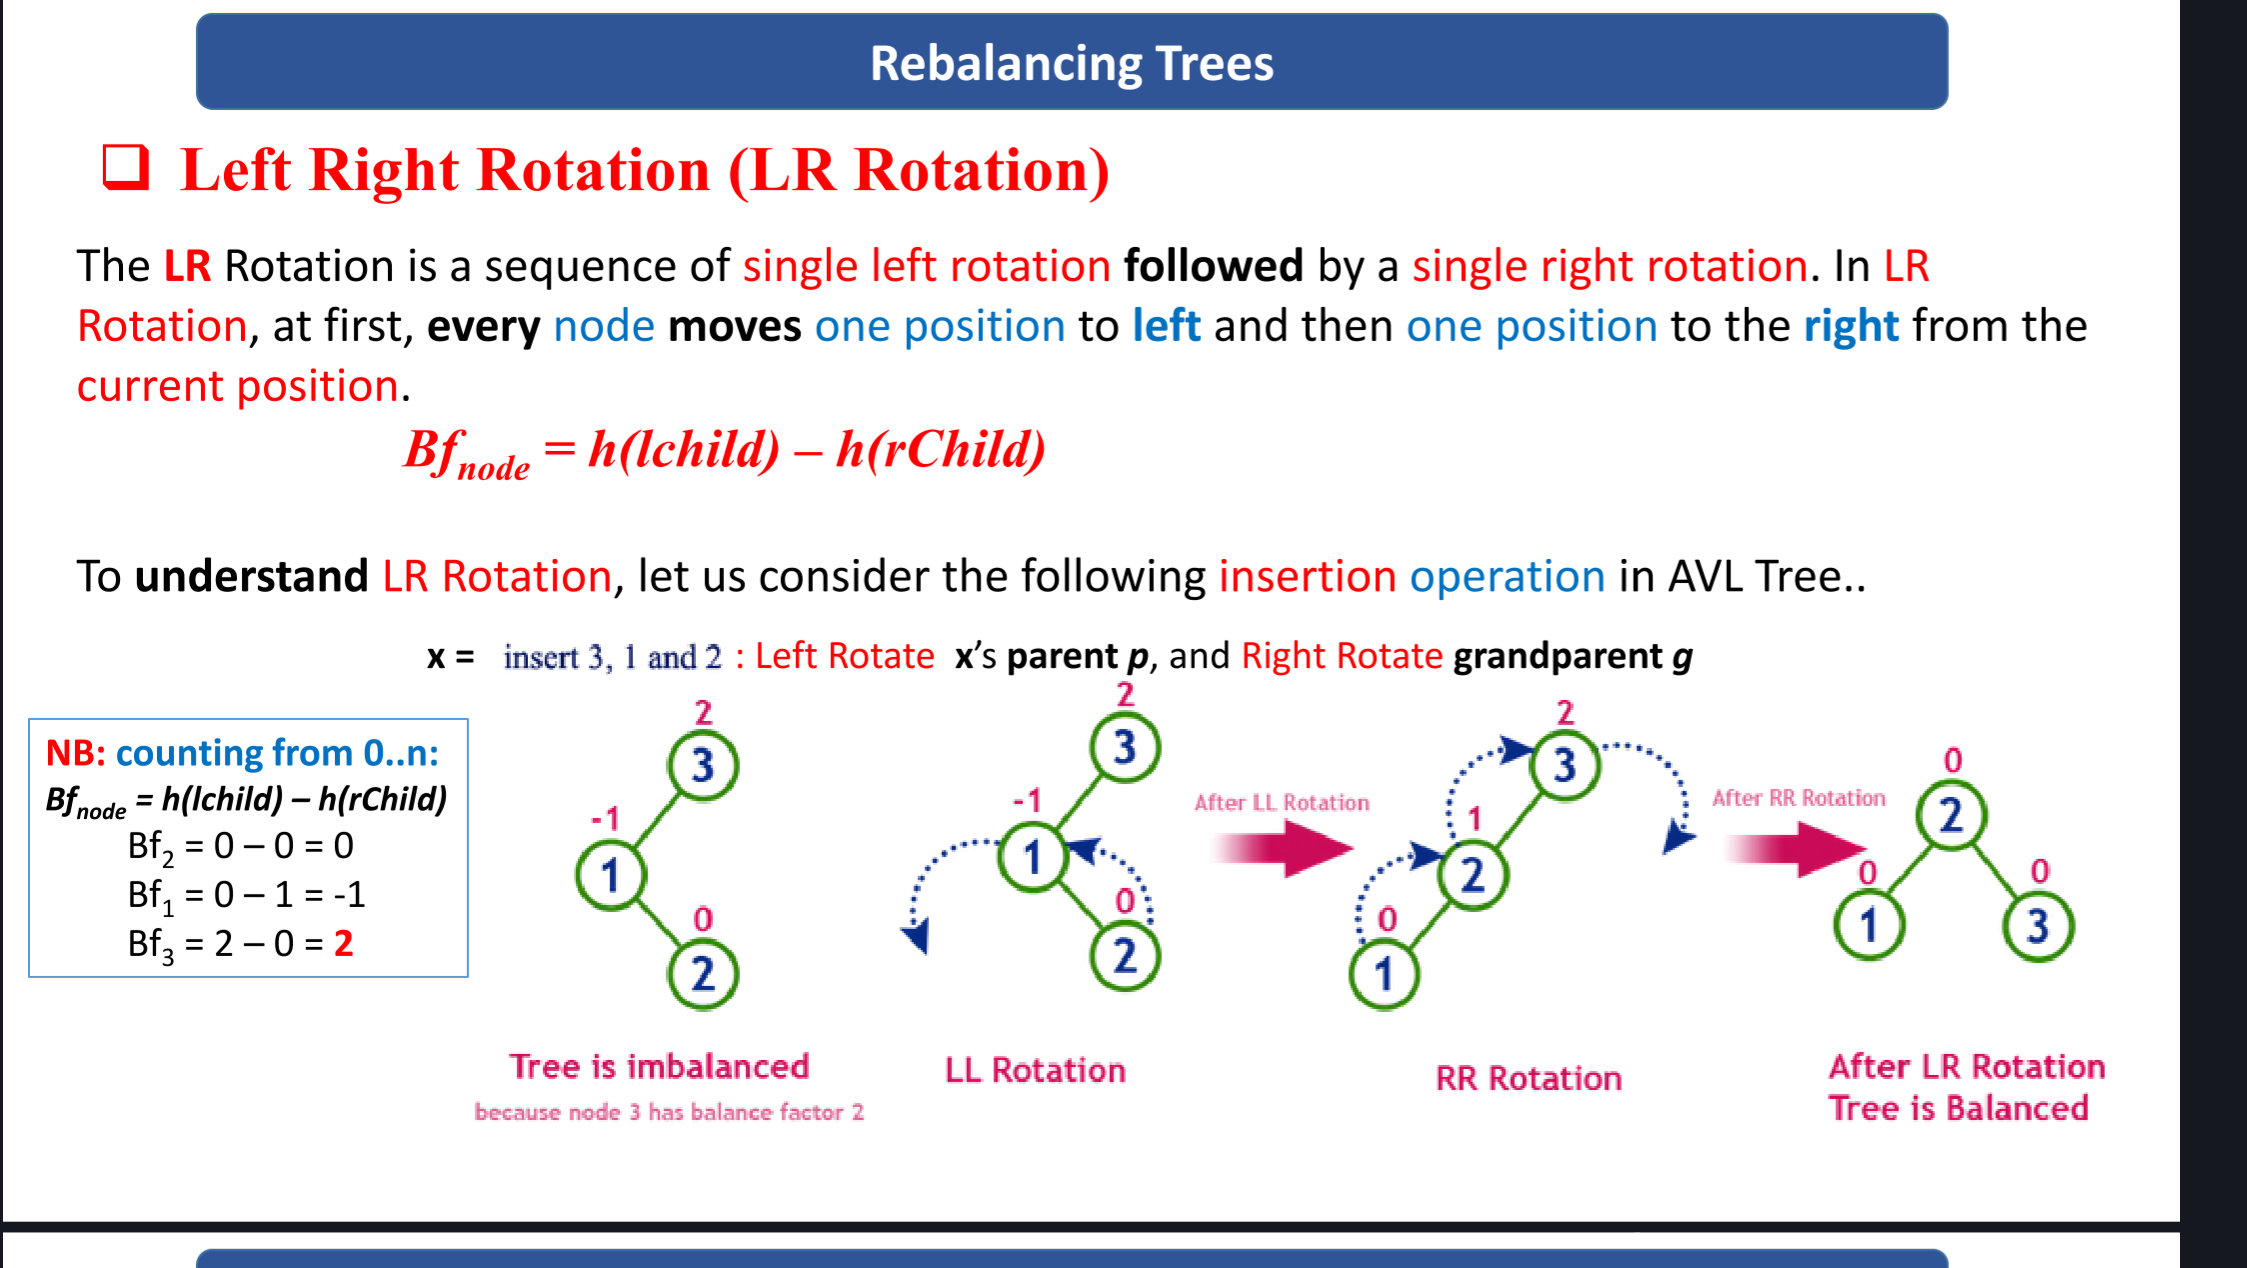 Rebalancing Trees
❑ Left Right Rotation (LR Rotation)
The LR Rotation is a sequence of single left rotation followed by a single right rotation. In LR
Rotation, at first, every node moves one position to left and then one position to the right from the
current position.
Bfnode = h(lchild) – h(rChild)
To understand LR Rotation, let us consider the following insertion operation in AVL Tree..
x = insert 3, 1 and 2 : Left Rotate x's parent p, and Right Rotate grandparent g
NB: counting from 0..n:
Bfnode = h(lchild) – h(rChild)
Bf2 = 0 – 0 = 0
Bf1 = 0 – 1 = -1
Bf3 = 2 – 0 = 2
2
3
-1
1
0
2
Tree is imbalanced
because node 3 has balance factor 2
2
3
-1
1
0
2
LL Rotation
After LL Rotation
2
3
1
2
0
1
RR Rotation
After RR Rotation
0
2
0
1
0
3
After LR Rotation
Tree is Balanced